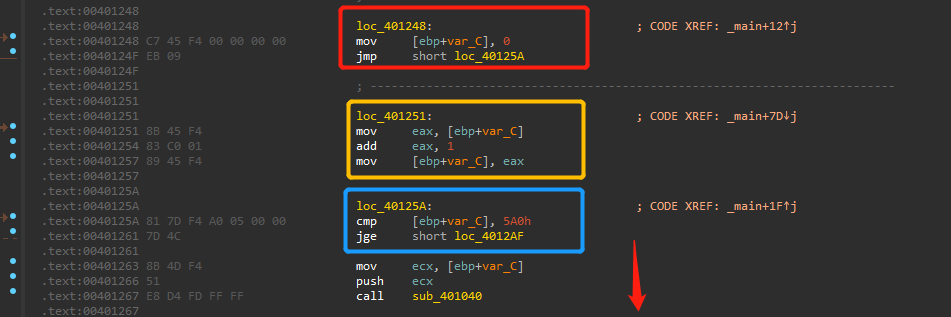 .text:00401248
.text:00401248
.text:00401248 loc_401248: ; CODE XREF: _main+12↑j
.text:00401248 C7 45 F4 00 00 00 00 mov [ebp+var_C], 0
.text:0040124F EB 09 jmp short loc_40125A
.text:0040124F
.text:00401251 ; ---------------------------------------------------------------------------
.text:00401251
.text:00401251 loc_401251: ; CODE XREF: _main+7D↓j
.text:00401251 8B 45 F4 mov eax, [ebp+var_C]
.text:00401254 83 C0 01 add eax, 1
.text:00401257 89 45 F4 mov [ebp+var_C], eax
.text:00401257
.text:0040125A
.text:0040125A loc_40125A: ; CODE XREF: _main+1F↑j
.text:0040125A 81 7D F4 A0 05 00 00 cmp [ebp+var_C], 5A0h
.text:00401261 7D 4C jge short loc_4012AF
.text:00401261
.text:00401263 8B 4D F4 mov ecx, [ebp+var_C]
.text:00401266 51 push ecx
.text:00401267 E8 D4 FD FF FF call sub_401040
.text:00401267